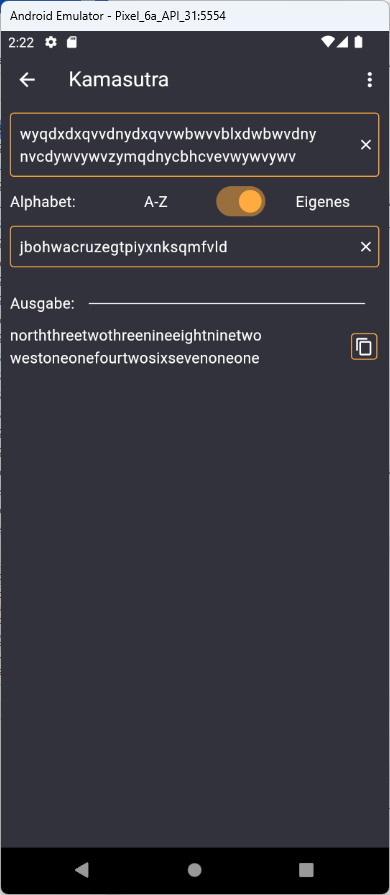 Android Emulator - Pixel_6a_API_31:5554
2:22
Kamasutra
wyqdxdxqvvdnydxqvvwbwvvblxdwbwvdny
nvcdywvywvzymqdnycbhcvevwywvywv
Alphabet: A-Z Eigenes
jbohwacruzegtpiyxnksqmfvld
Ausgabe:
norththreetwothreenineeightninetwo
westoneonefourtwosixsevenoneone